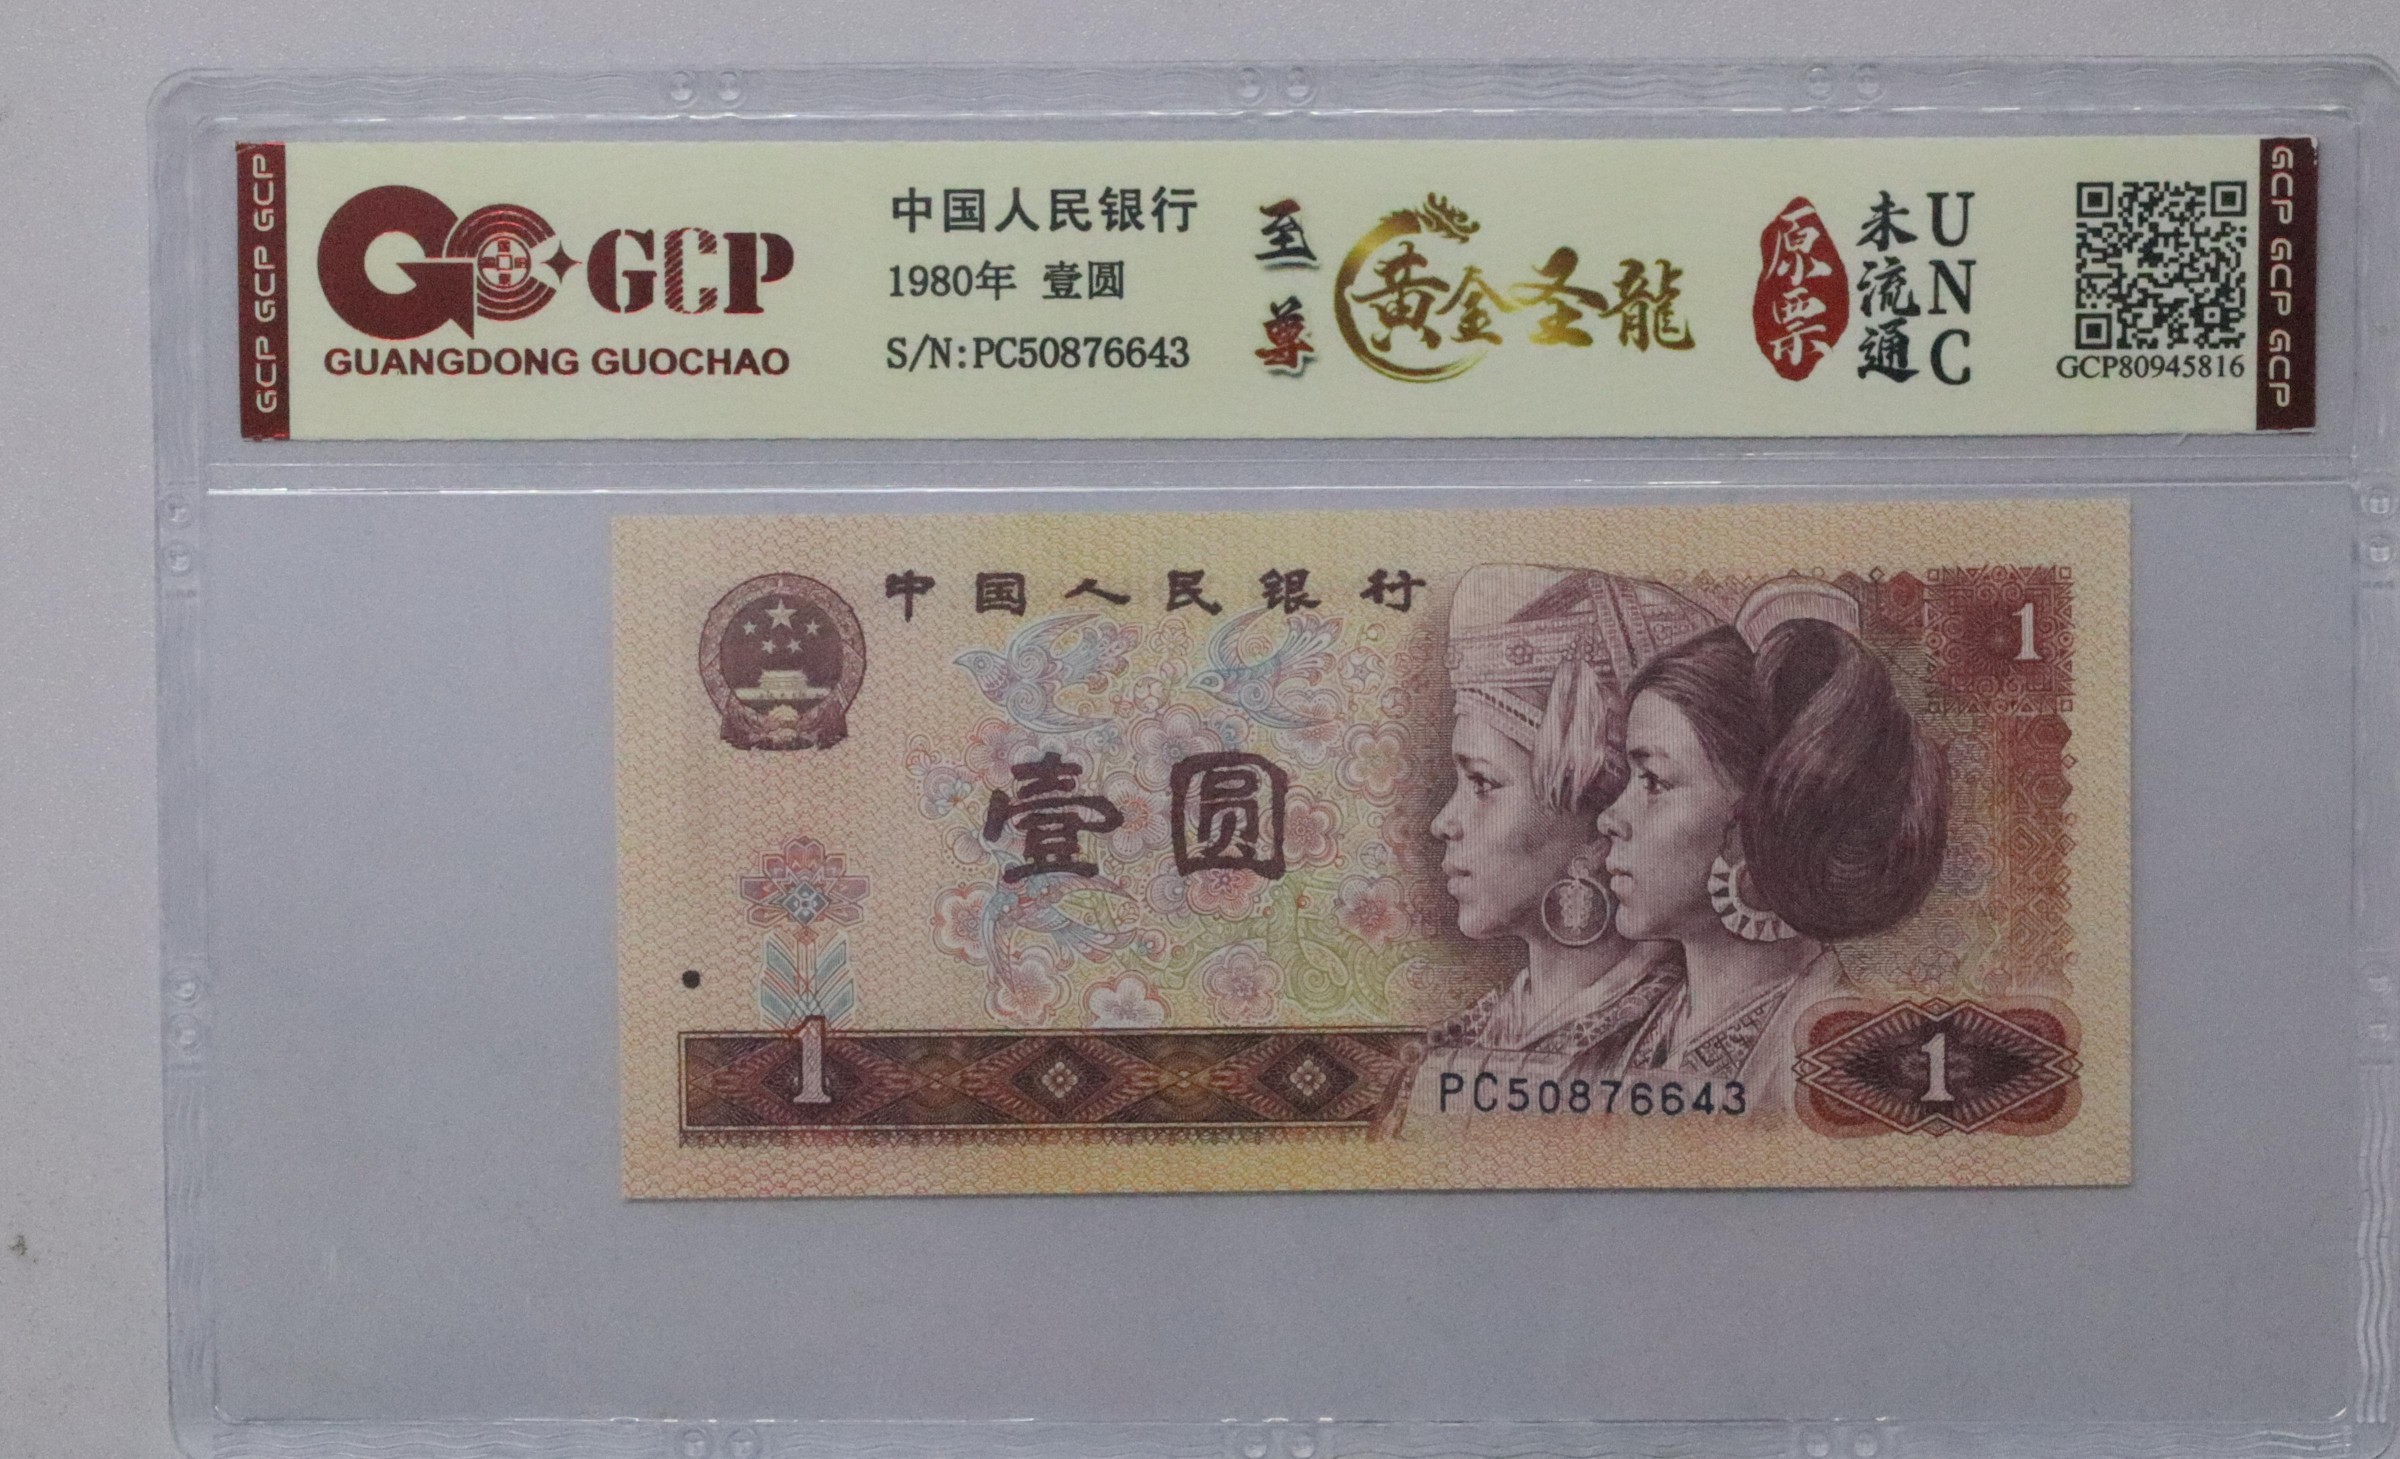 GCP GCP GCP
GCP
GUANGDONG GUOCHAO
中国人民银行
1980年 壹圆
S/N:PC50876643
至尊
黄金圣龍
原票
未流通
UNC
GCP80945816
GCP GCP GCP
中国人民银行
1
壹圆
1
PC50876643
1